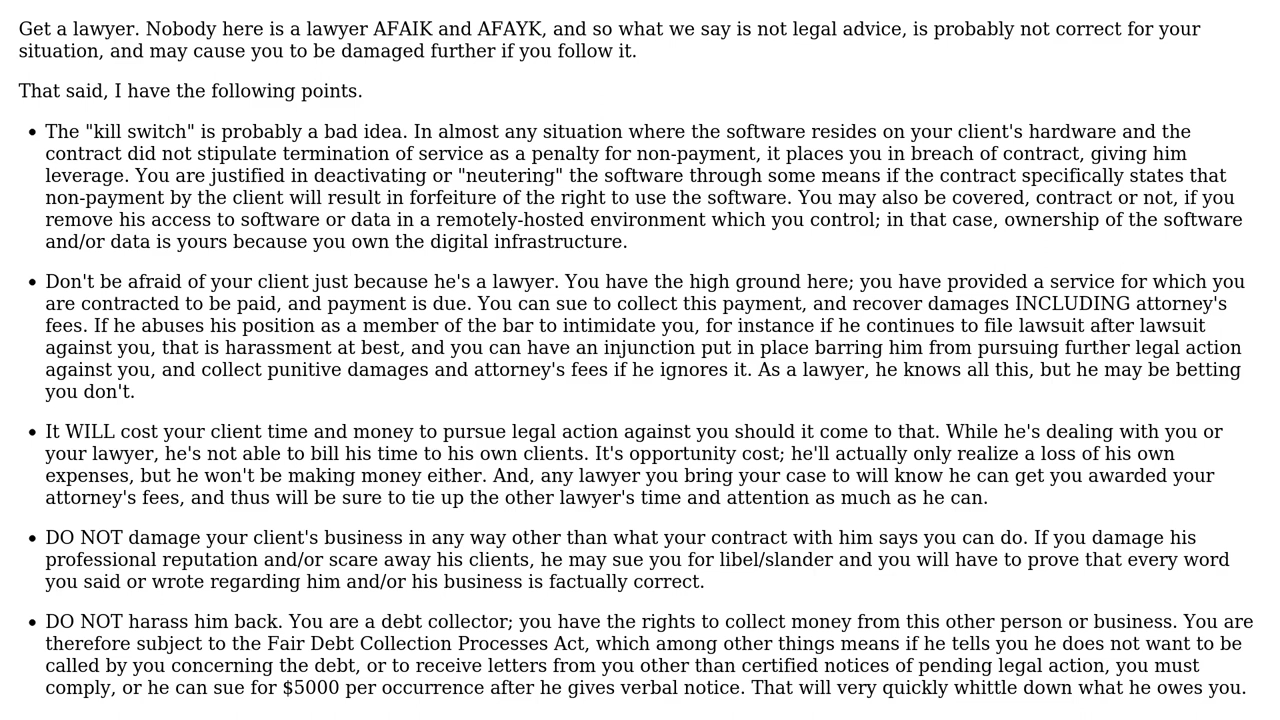 Get a lawyer. Nobody here is a lawyer AFAIK and AFAYK, and so what we say is not legal advice, is probably not correct for your
situation, and may cause you to be damaged further if you follow it.
That said, I have the following points.
• The "kill switch" is probably a bad idea. In almost any situation where the software resides on your client's hardware and the
contract did not stipulate termination of service as a penalty for non-payment, it places you in breach of contract, giving him
leverage. You are justified in deactivating or "neutering" the software through some means if the contract specifically states that
non-payment by the client will result in forfeiture of the right to use the software. You may also be covered, contract or not, if you
remove his access to software or data in a remotely-hosted environment which you control; in that case, ownership of the software
and/or data is yours because you own the digital infrastructure.
• Don't be afraid of your client just because he's a lawyer. You have the high ground here; you have provided a service for which you
are contracted to be paid, and payment is due. You can sue to collect this payment, and recover damages INCLUDING attorney's
fees. If he abuses his position as a member of the bar to intimidate you, for instance if he continues to file lawsuit after lawsuit
against you, that is harassment at best, and you can have an injunction put in place barring him from pursuing further legal action
against you, and collect punitive damages and attorney's fees if he ignores it. As a lawyer, he knows all this, but he may be betting
you don't.
• It WILL cost your client time and money to pursue legal action against you should it come to that. While he's dealing with you or
your lawyer, he's not able to bill his time to his own clients. It's opportunity cost; he'll actually only realize a loss of his own
expenses, but he won't be making money either. And, any lawyer you bring your case to will know he can get you awarded your
attorney's fees, and thus will be sure to tie up the other lawyer's time and attention as much as he can.
• DO NOT damage your client's business in any way other than what your contract with him says you can do. If you damage his
professional reputation and/or scare away his clients, he may sue you for libel/slander and you will have to prove that every word
you said or wrote regarding him and/or his business is factually correct.
• DO NOT harass him back. You are a debt collector; you have the rights to collect money from this other person or business. You are
therefore subject to the Fair Debt Collection Processes Act, which among other things means if he tells you he does not want to be
called by you concerning the debt, or to receive letters from you other than certified notices of pending legal action, you must
comply, or he can sue for $5000 per occurrence after he gives verbal notice. That will very quickly whittle down what he owes you.